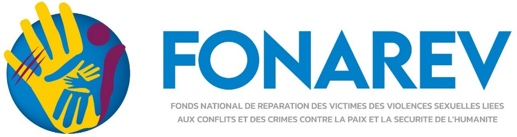 FONAREV
FONDS NATIONAL DE REPARATION DES VICTIMES DES VIOLENCES SEXUELLES LIEES
AUX CONFLITS ET DES CRIMES CONTRE LA PAIX ET LA SECURITE DE L'HUMANITE